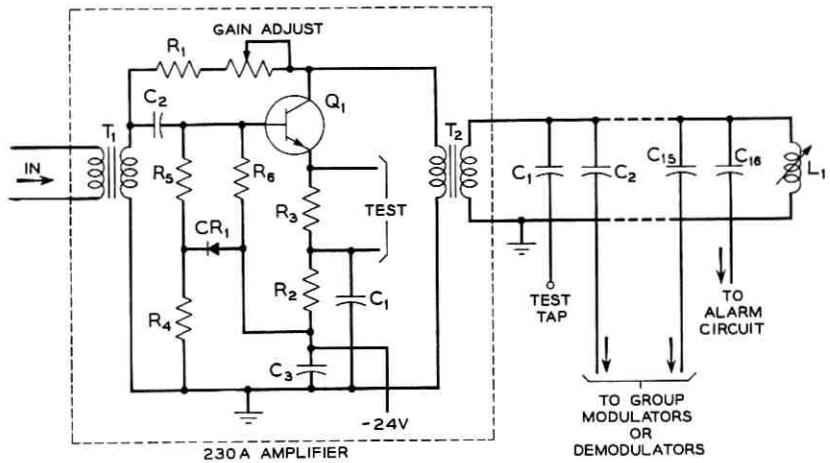 GAIN ADJUST
R1
C2
Q1
T1
T2
IN
R5
R6
R3
TEST
CR1
R4
R2
C1
C3
-24V
230A AMPLIFIER
C1
C2
C15
C16
L1
TEST
TAP
TO
ALARM
CIRCUIT
TO GROUP
MODULATORS
OR
DEMODULATORS